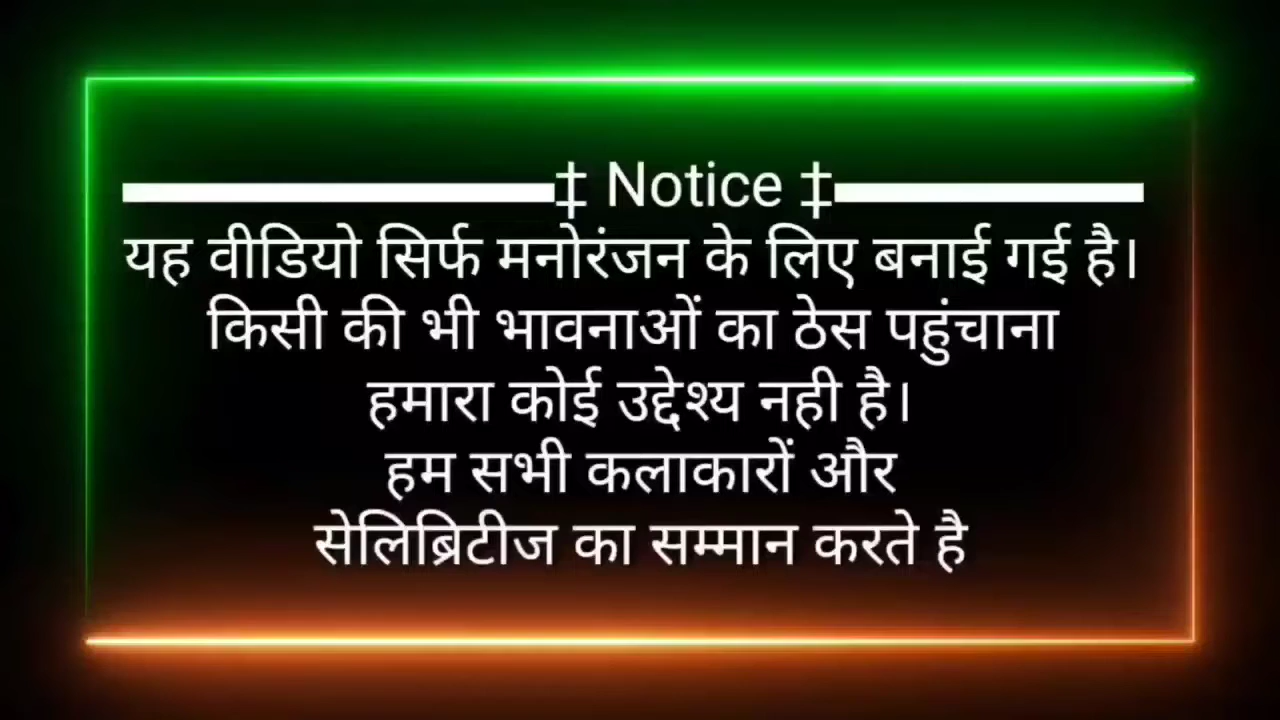 ‡ Notice ‡
यह वीडियो सिर्फ मनोरंजन के लिए बनाई गई है।
किसी की भी भावनाओं का ठेस पहुंचाना
हमारा कोई उद्देश्य नही है।
हम सभी कलाकारों और
सेलिब्रिटीज का सम्मान करते है